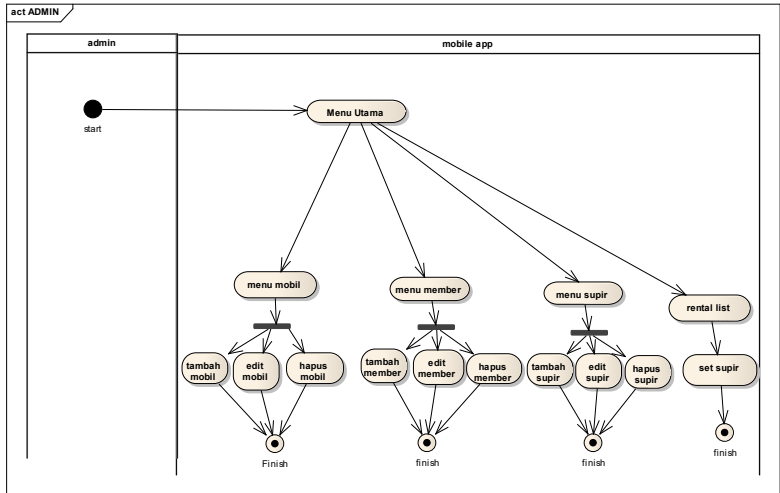 act ADMIN
admin
mobile app
start
Menu Utama
menu mobil
menu member
menu supir
rental list
tambah
mobil
edit
mobil
hapus
mobil
tambah
member
edit
member
hapus
member
tambah
supir
edit
supir
hapus
supir
set supir
Finish
finish
finish
finish